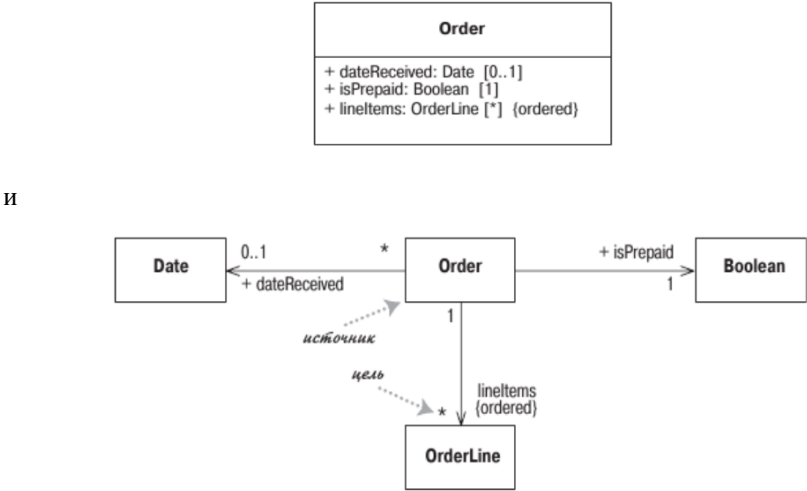 Order
+ dateReceived: Date [0..1]
+ isPrepaid: Boolean [1]
+ lineItems: OrderLine [*] {ordered}
и
Date
0..1
+ dateReceived
*
Order
+ isPrepaid
1
Boolean
источник
1
цель
*
lineItems
{ordered}
OrderLine